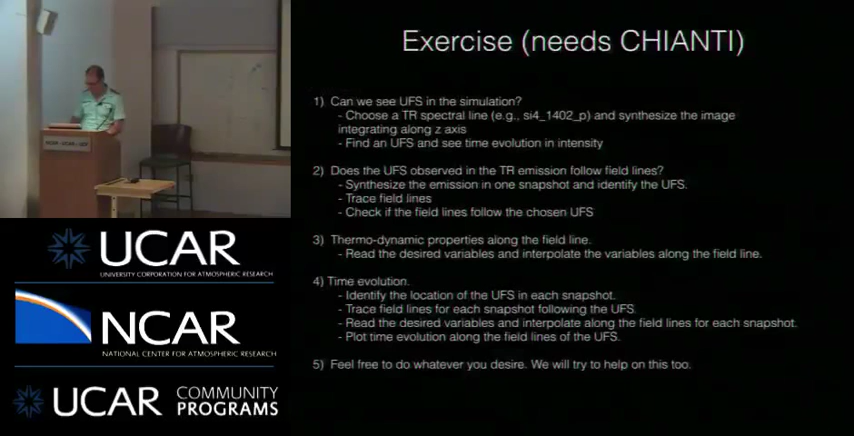 Exercise (needs CHIANTI)
1) Can we see UFS in the simulation?
- Choose a TR spectral line (e.g., si4_1402_p) and synthesize the image
integrating along z axis
- Find an UFS and see time evolution in intensity
2) Does the UFS observed in the TR emission follow field lines?
- Synthesize the emission in one snapshot and identify the UFS.
- Trace field lines
- Check if the field lines follow the chosen UFS
3) Thermo-dynamic properties along the field line.
- Read the desired variables and interpolate the variables along the field line.
4) Time evolution.
- Identify the location of the UFS in each snapshot.
- Trace field lines for each snapshot following the UFS.
- Read the desired variables and interpolate along the field lines for each snapshot.
- Plot time evolution along the field lines of the UFS.
5) Feel free to do whatever you desire. We will try to help on this too.
UCAR
UNIVERSITY CORPORATION FOR ATMOSPHERIC RESEARCH
NCAR
NATIONAL CENTER FOR ATMOSPHERIC RESEARCH
UCAR COMMUNITY
PROGRAMS